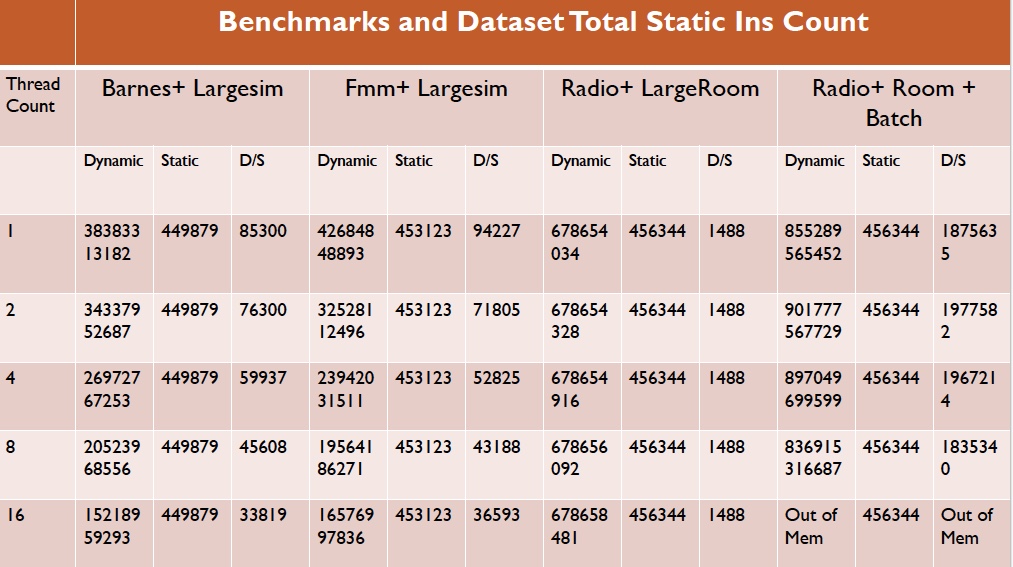 Benchmarks and Dataset Total Static Ins Count
Thread Count Barnes+ Largesim Fmm+ Largesim Radio+ LargeRoom Radio+ Room + Batch
Dynamic Static D/S Dynamic Static D/S Dynamic Static D/S Dynamic Static D/S
1 38383313182 449879 85300 42684848893 453123 94227 678654034 456344 1488 855289565452 456344 1875635
2 34337952687 449879 76300 32528112496 453123 71805 678654328 456344 1488 901777567729 456344 1977582
4 26972767253 449879 59937 23942031511 453123 52825 678654916 456344 1488 897049699599 456344 1967214
8 20523968556 449879 45608 19564186271 453123 43188 678656092 456344 1488 836915316687 456344 1835340
16 15218959293 449879 33819 16576997836 453123 36593 678658481 456344 1488 Out of Mem 456344 Out of Mem